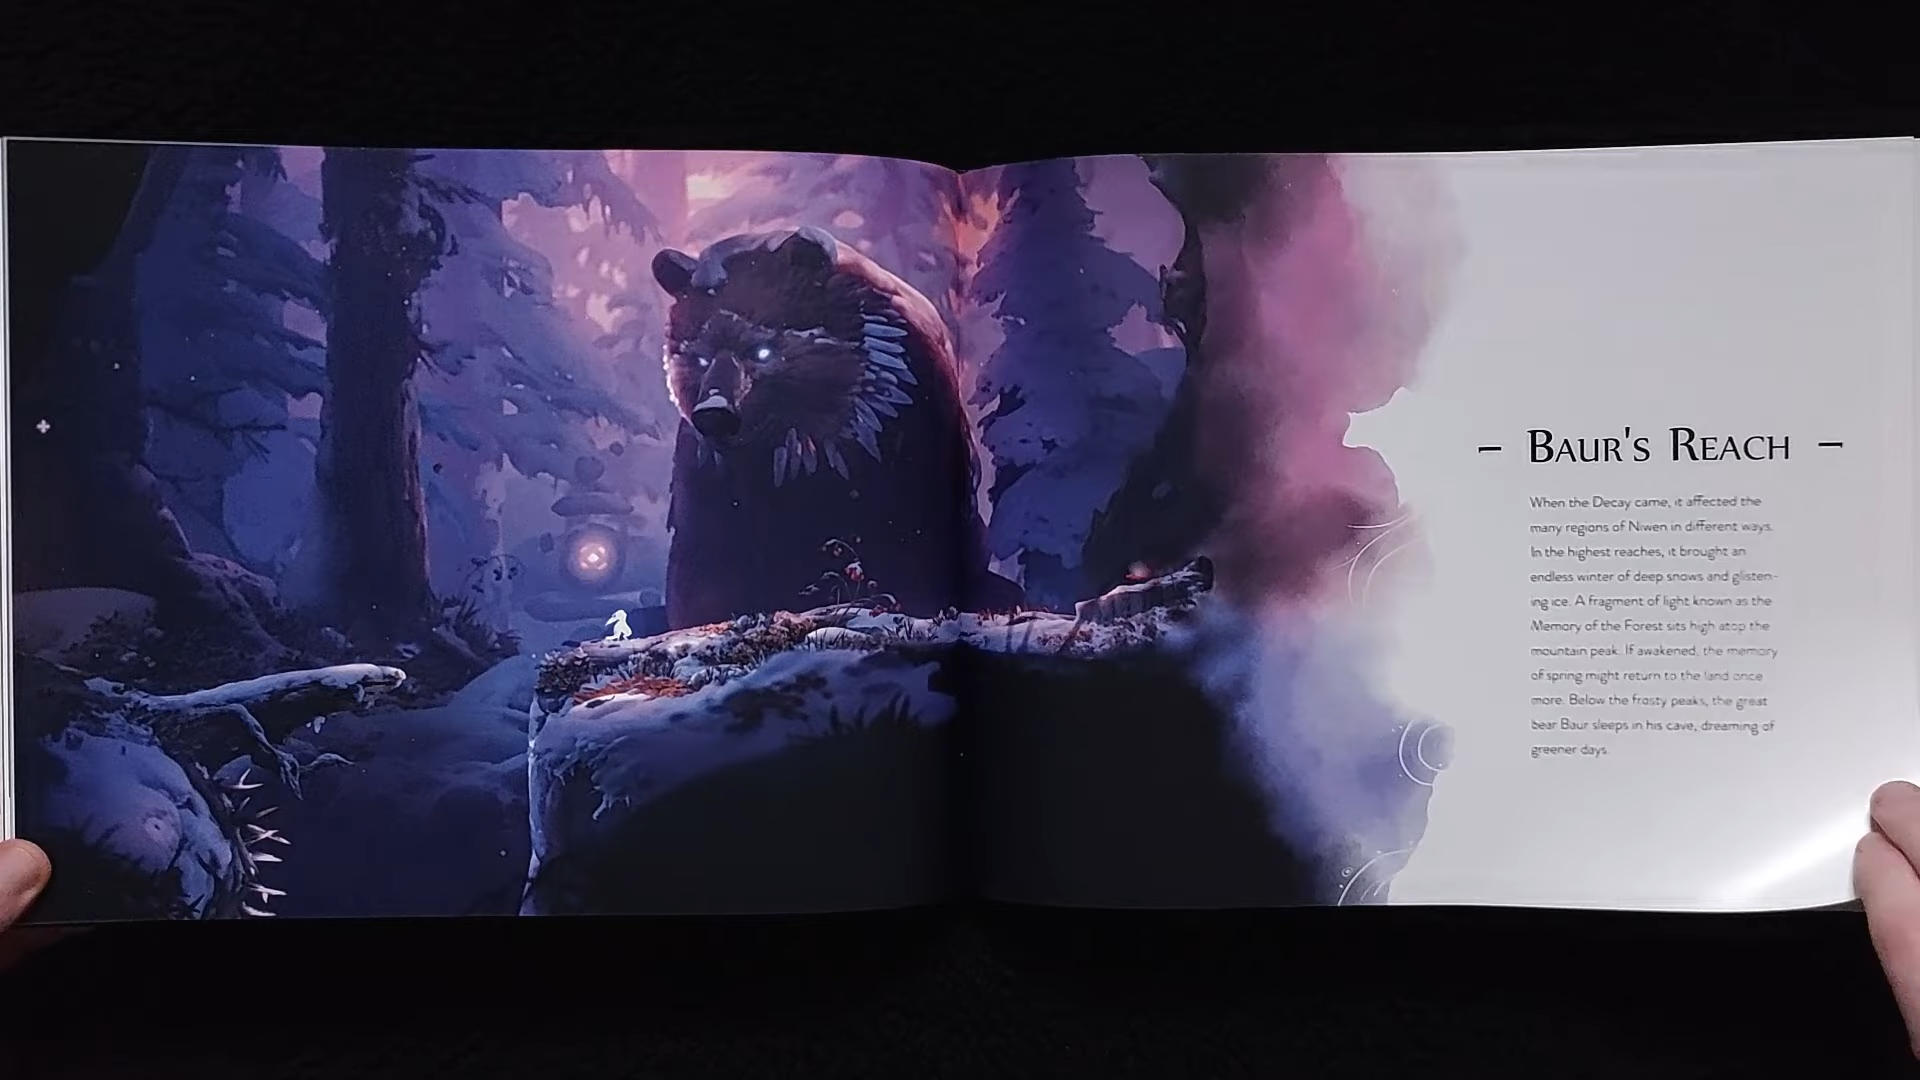 – Baur's Reach –
When the Decay came, it affected the
many regions of Niwen in different ways.
In the highest reaches, it brought an
endless winter of deep snows and glisten-
ing ice. A fragment of light known as the
Memory of the Forest sits high atop the
mountain peak. If awakened, the memory
of spring might return to the land once
more. Below the frosty peaks, the great
bear Baur sleeps in his cave, dreaming of
greener days.